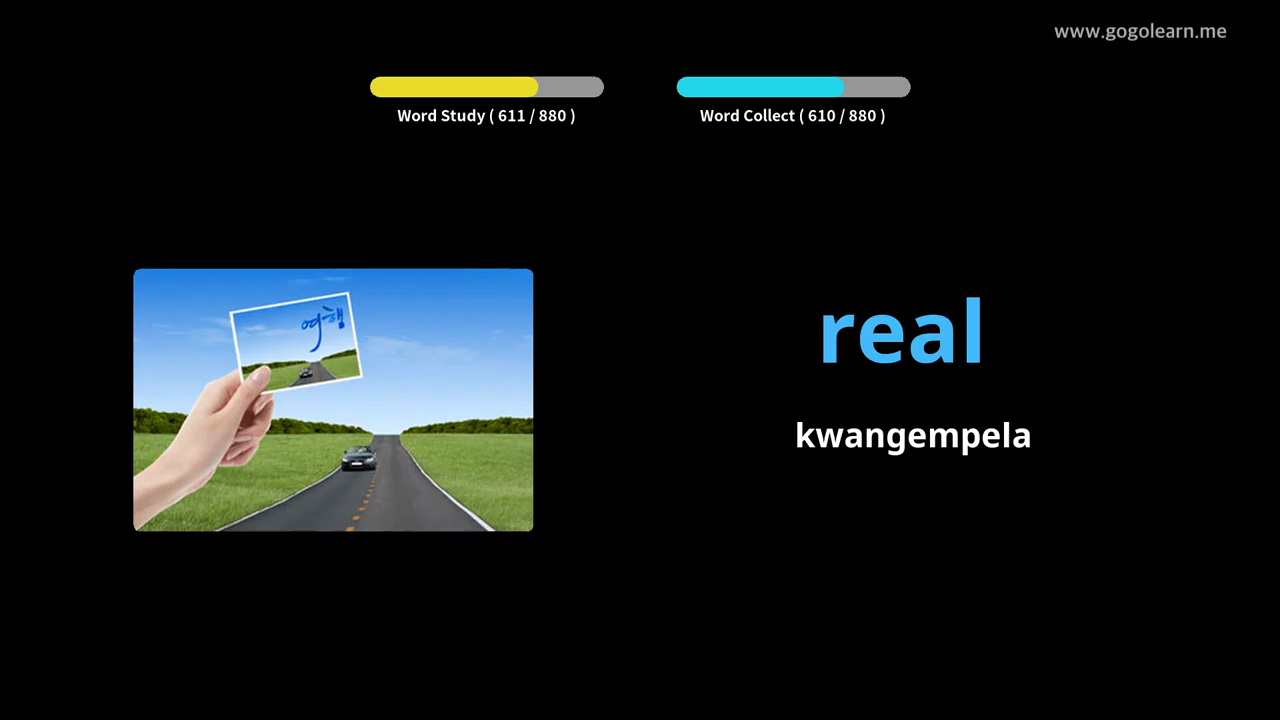 www.gogolearn.me
Word Study ( 611 / 880 )
Word Collect ( 610 / 880 )
여행
real
kwangempela